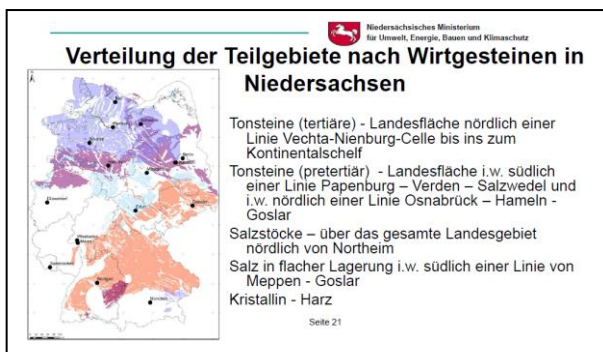 Niedersächsisches Ministerium
für Umwelt, Energie, Bauen und Klimaschutz
Verteilung der Teilgebiete nach Wirtgesteinen in
Niedersachsen
Tonsteine (tertiäre) - Landesfläche nördlich einer
Linie Vechta-Nienburg-Celle bis ins zum
Kontinentalschelf
Tonsteine (pretertiär) - Landesfläche i.w. südlich
einer Linie Papenburg – Verden – Salzwedel und
i.w. nördlich einer Linie Osnabrück – Hameln -
Goslar
Salzstöcke – über das gesamte Landesgebiet
nördlich von Northeim
Salz in flacher Lagerung i.w. südlich einer Linie von
Meppen - Goslar
Kristallin - Harz
Seite 21